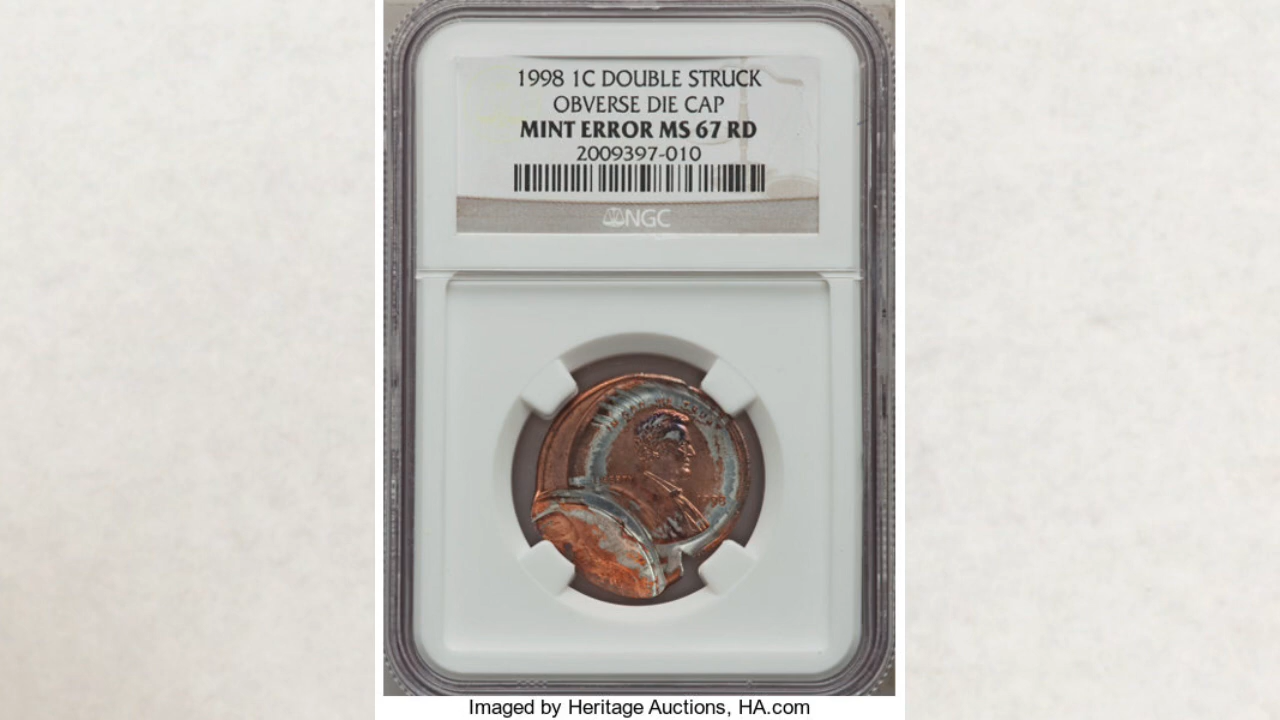 1998 1C DOUBLE STRUCK
OBVERSE DIE CAP
MINT ERROR MS 67 RD
2009397-010
NGC
1998
Imaged by Heritage Auctions, HA.com